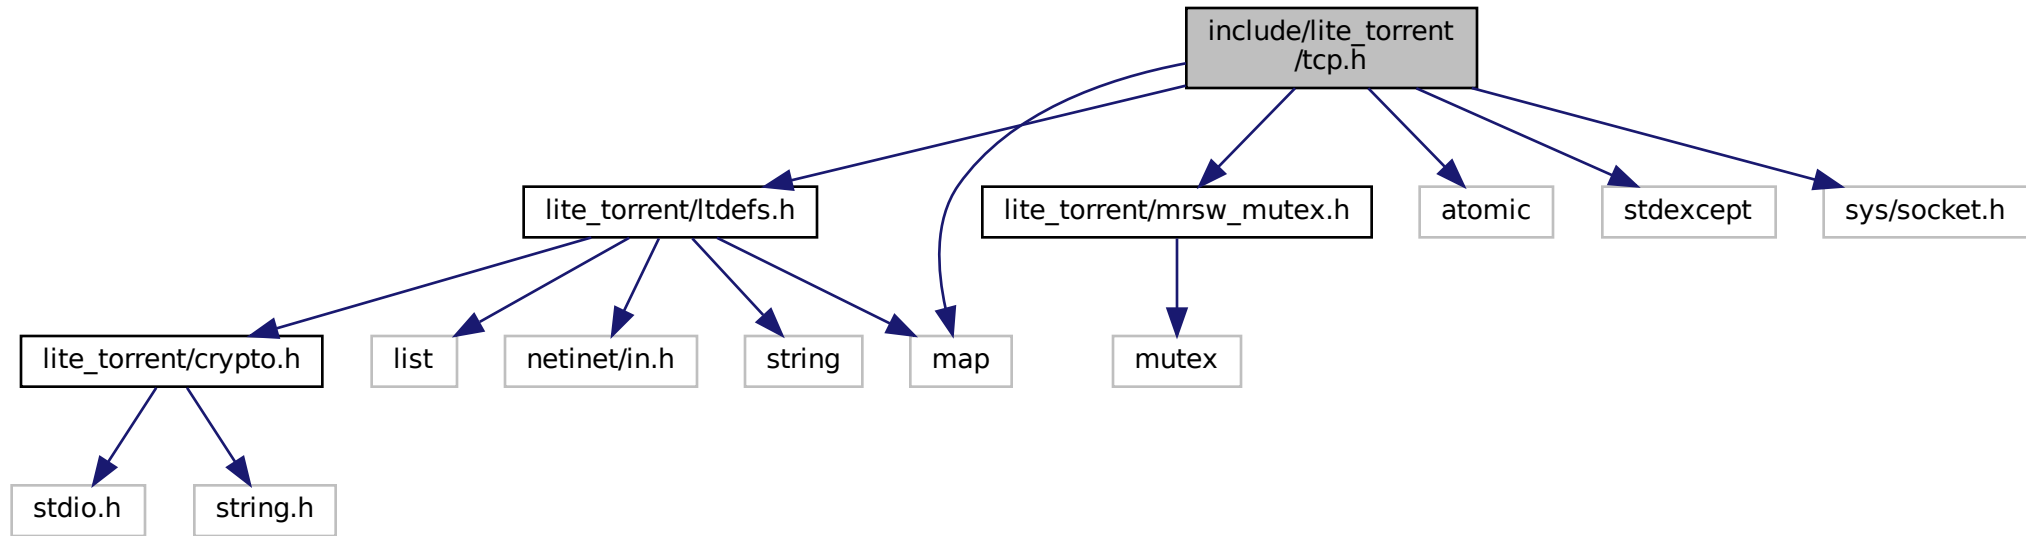 include/lite_torrent
/tcp.h
lite_torrent/ltdefs.h
lite_torrent/mrsw_mutex.h
atomic
stdexcept
sys/socket.h
lite_torrent/crypto.h
list
netinet/in.h
string
map
mutex
stdio.h
string.h